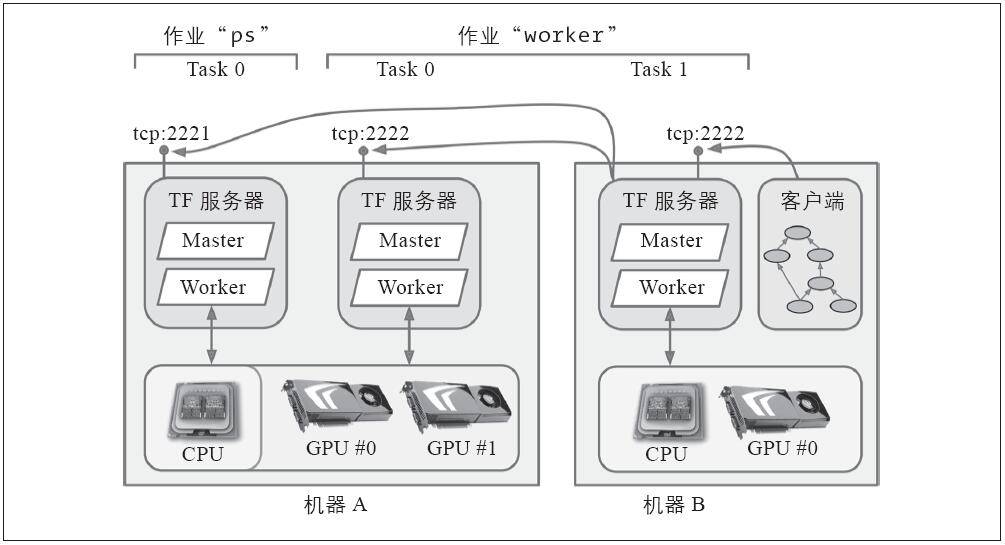 作业“ps”
作业“worker”
Task 0
Task 0
Task 1
tcp:2221
tcp:2222
tcp:2222
TF 服务器
TF 服务器
TF 服务器
客户端
Master
Master
Master
Worker
Worker
Worker
CPU
GPU #0
GPU #1
CPU
GPU #0
机器 A
机器 B